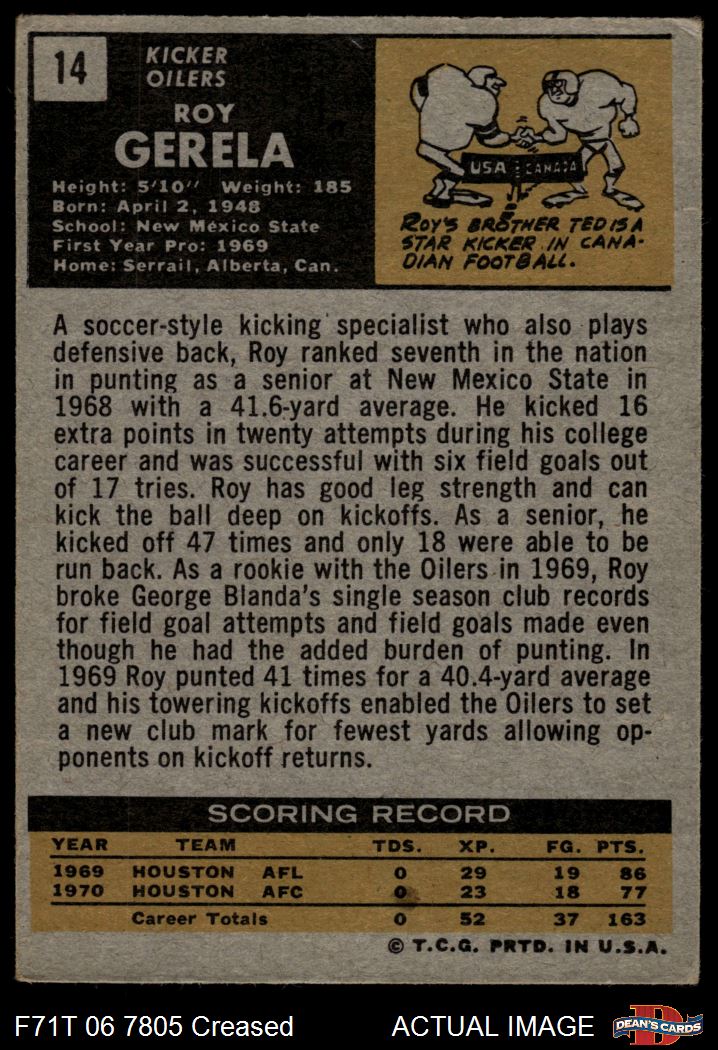 14
KICKER
OILERS
ROY
GERELA
Height: 5'10" Weight: 185
Born: April 2, 1948
School: New Mexico State
First Year Pro: 1969
Home: Serrail, Alberta, Can.
USA CANADA
ROY'S BROTHER TED IS A
STAR KICKER IN CANA-
DIAN FOOTBALL.
A soccer-style kicking specialist who also plays
defensive back, Roy ranked seventh in the nation
in punting as a senior at New Mexico State in
1968 with a 41.6-yard average. He kicked 16
extra points in twenty attempts during his college
career and was successful with six field goals out
of 17 tries. Roy has good leg strength and can
kick the ball deep on kickoffs. As a senior, he
kicked off 47 times and only 18 were able to be
run back. As a rookie with the Oilers in 1969, Roy
broke George Blanda's single season club records
for field goal attempts and field goals made even
though he had the added burden of punting. In
1969 Roy punted 41 times for a 40.4-yard average
and his towering kickoffs enabled the Oilers to set
a new club mark for fewest yards allowing op-
ponents on kickoff returns.
SCORING RECORD
YEAR TEAM TDS. XP. FG. PTS.
1969 HOUSTON AFL 0 29 19 86
1970 HOUSTON AFC 0 23 18 77
Career Totals 0 52 37 163
© T.C.G. PRTD. IN U.S.A.
F71T 06 7805 Creased ACTUAL IMAGE DEAN'S CARDS